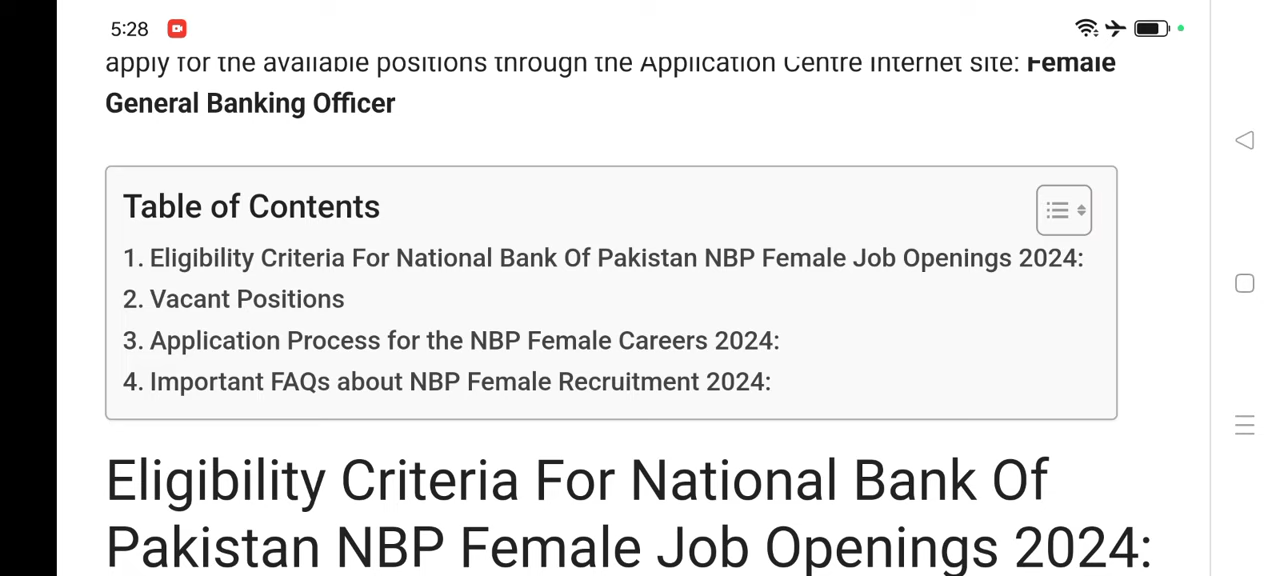 5:28
apply for the available positions through the Application Centre Internet site: Female
General Banking Officer
Table of Contents
1. Eligibility Criteria For National Bank Of Pakistan NBP Female Job Openings 2024:
2. Vacant Positions
3. Application Process for the NBP Female Careers 2024:
4. Important FAQs about NBP Female Recruitment 2024:
Eligibility Criteria For National Bank Of
Pakistan NBP Female Job Openings 2024: